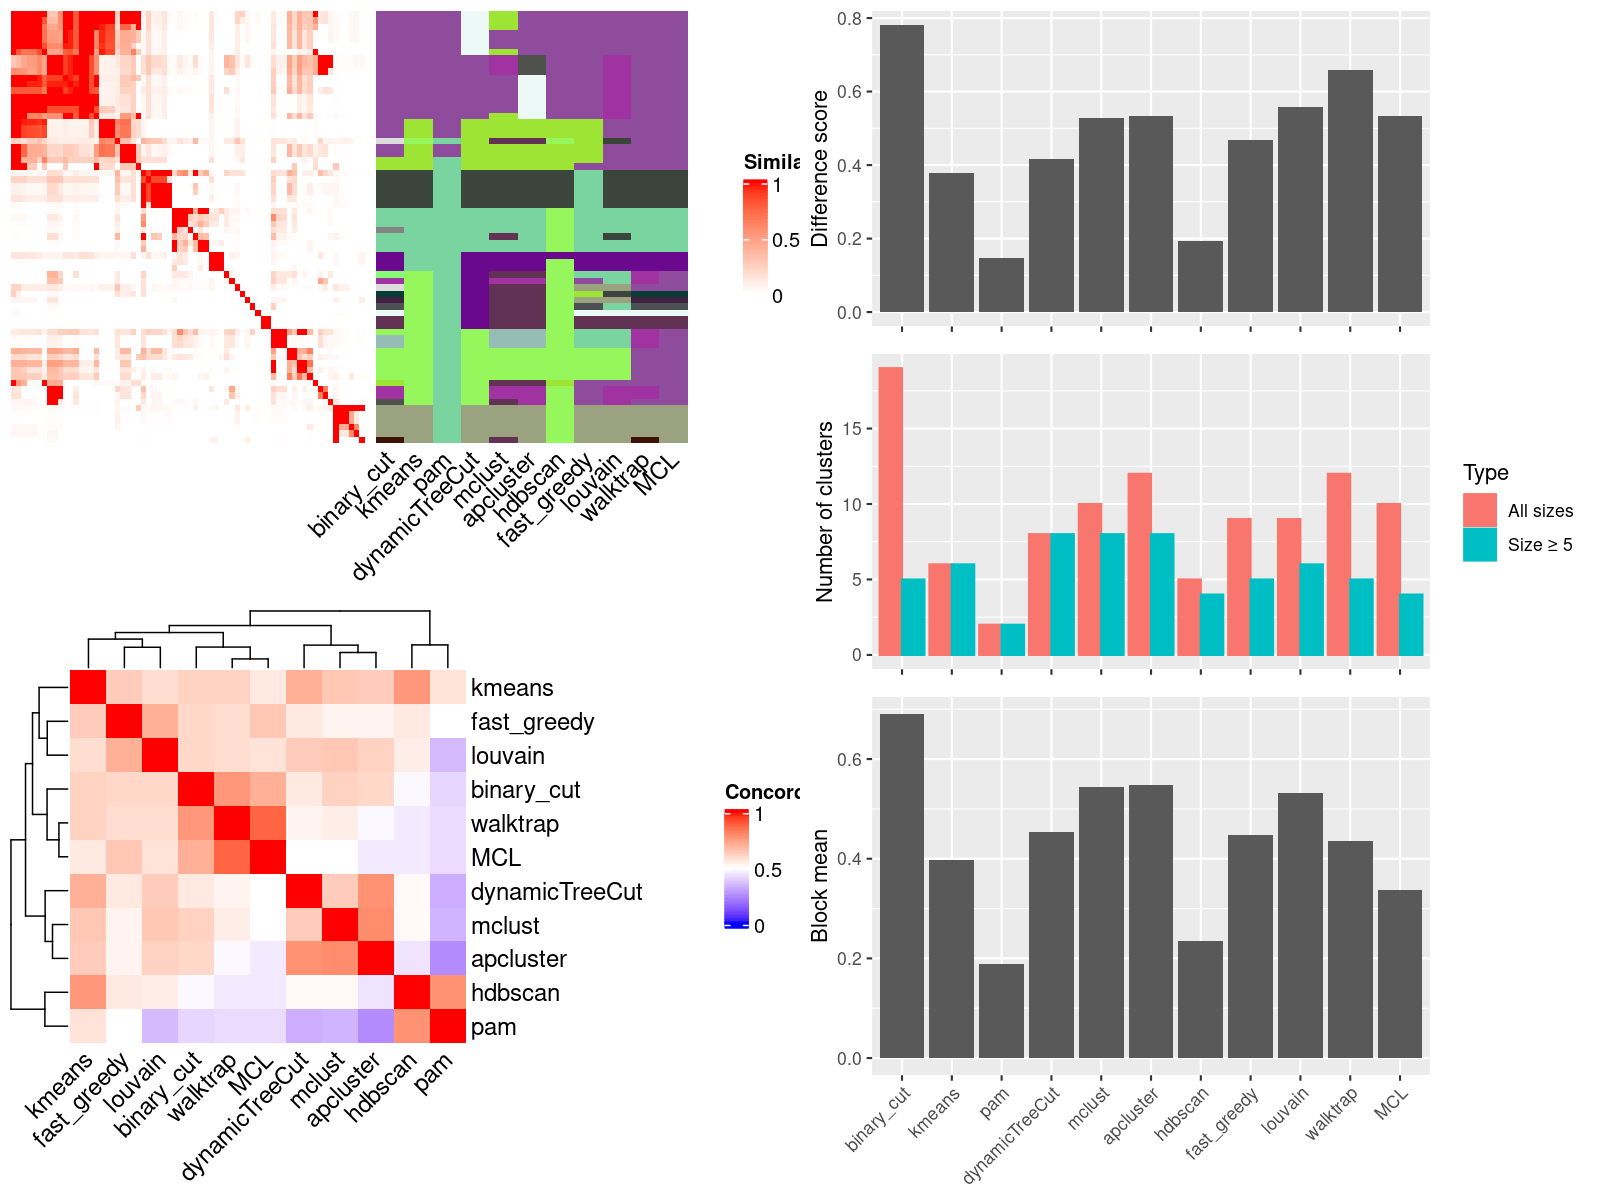 Simila
1
0.5
0
binary_cut
kmeans
pam
dynamicTreeCut
mclust
apcluster
hdbscan
fast_greedy
louvain
walktrap
MCL
Difference score
0.8
0.6
0.4
0.2
0.0
Number of clusters
15
10
5
0
Type
All sizes
Size ≥ 5
kmeans
fast_greedy
louvain
binary_cut
walktrap
MCL
dynamicTreeCut
mclust
apcluster
hdbscan
pam
kmeans
fast_greedy
louvain
binary_cut
walktrap
MCL
dynamicTreeCut
mclust
apcluster
hdbscan
pam
Concord
1
0.5
0
Block mean
0.6
0.4
0.2
0.0
binary_cut
kmeans
pam
dynamicTreeCut
mclust
apcluster
hdbscan
fast_greedy
louvain
walktrap
MCL